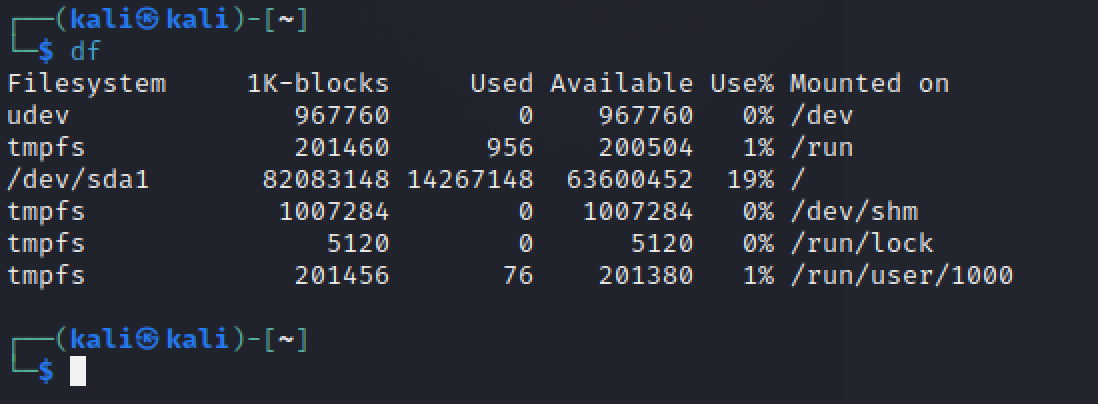 ┌──(kali㉿kali)-[~]
└─$ df
Filesystem     1K-blocks     Used Available Use% Mounted on
udev              967760        0    967760   0% /dev
tmpfs             201460      956    200504   1% /run
/dev/sda1       82083148 14267148  63600452  19% /
tmpfs            1007284        0   1007284   0% /dev/shm
tmpfs               5120        0      5120   0% /run/lock
tmpfs             201456       76    201380   1% /run/user/1000
┌──(kali㉿kali)-[~]
└─$